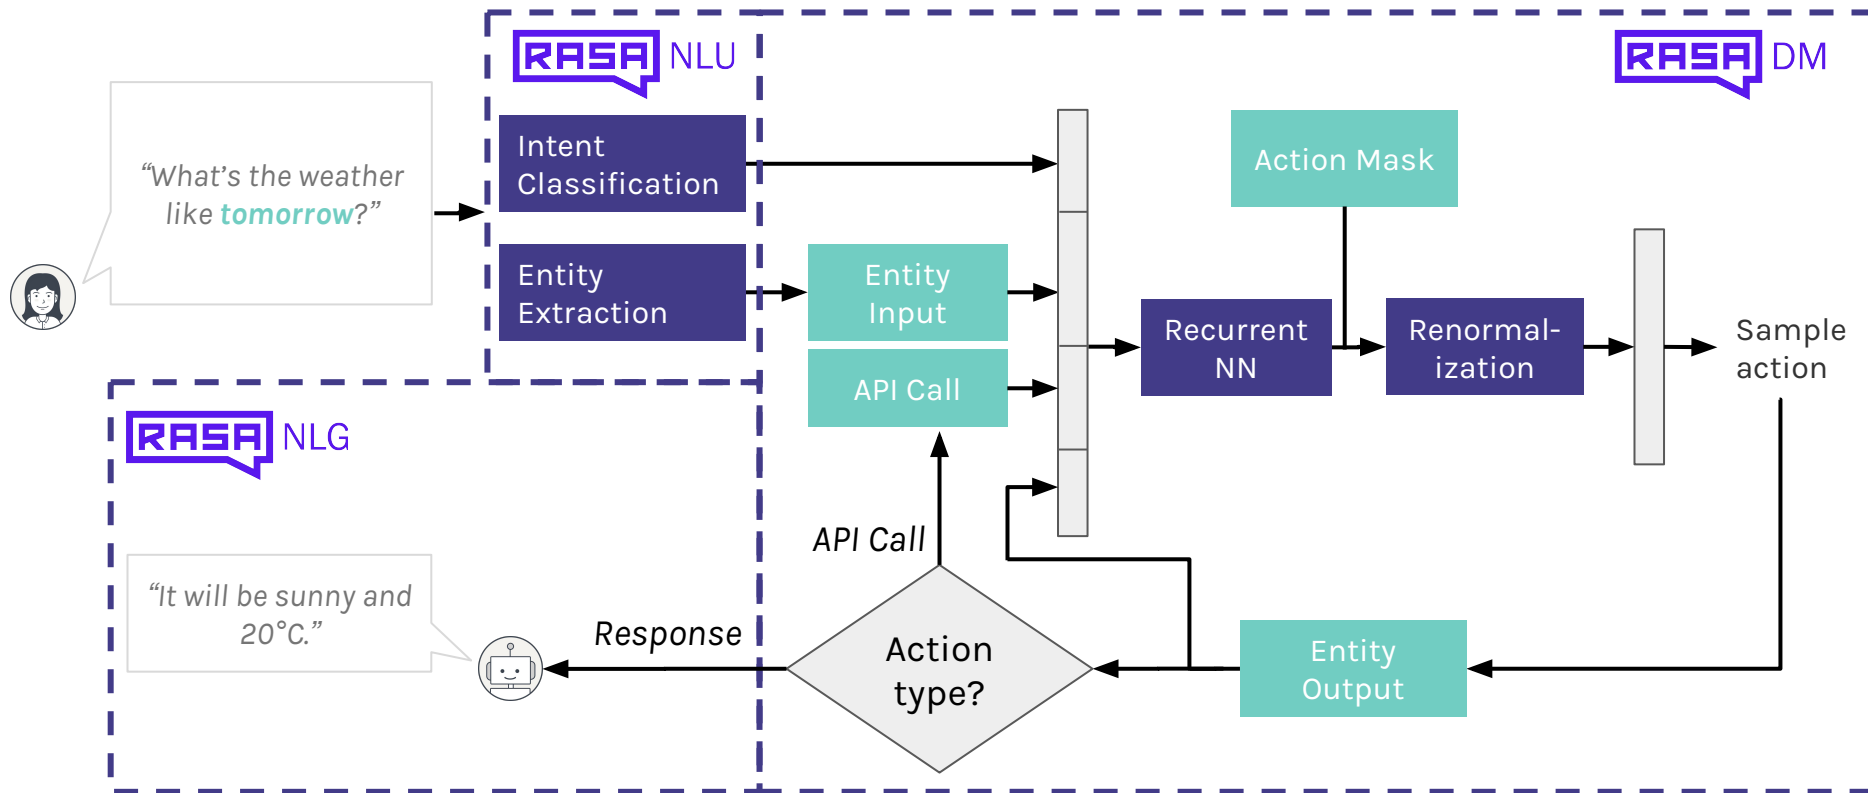 RASA NLU
RASA DM
“What’s the weather
like tomorrow?”
Intent
Classification
Entity
Extraction
Entity
Input
API Call
Action Mask
Recurrent
NN
Renormal-
ization
Sample
action
RASA NLG
API Call
“It will be sunny and
20°C.”
Response
Action
type?
Entity
Output